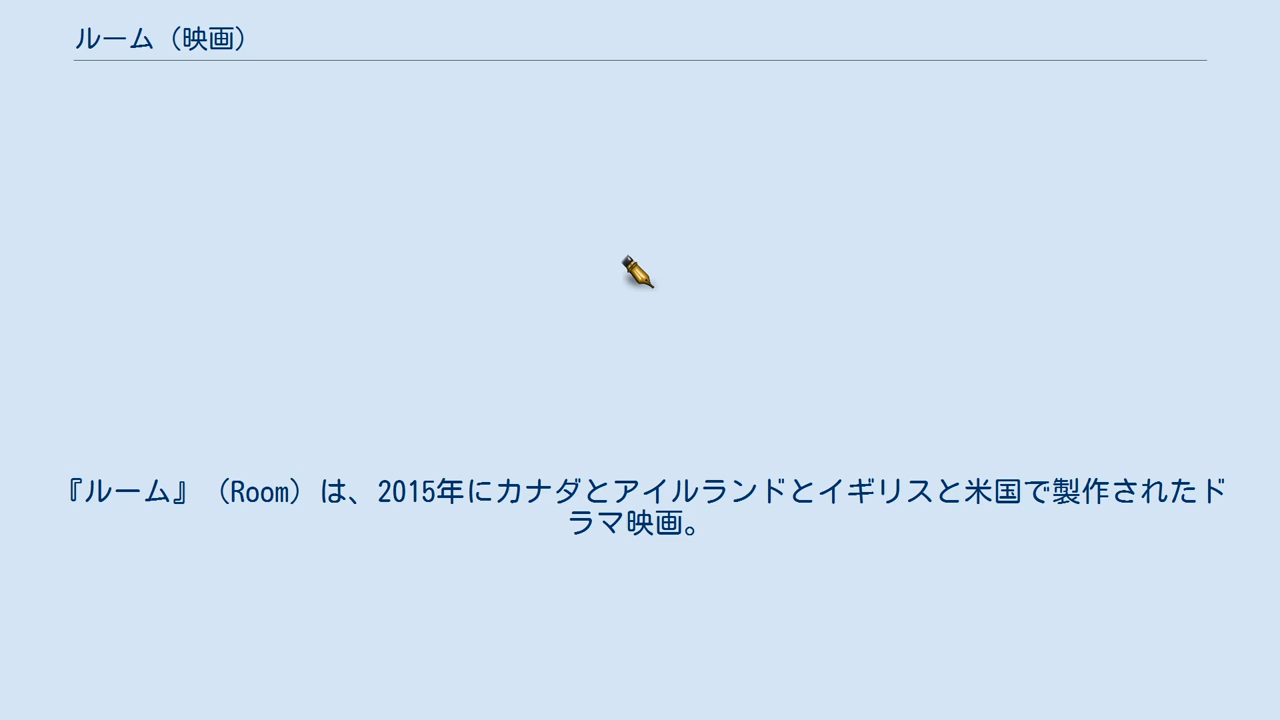 ルーム（映画）
『ルーム』（Room）は、2015年にカナダとアイルランドとイギリスと米国で製作されたド
ラマ映画。